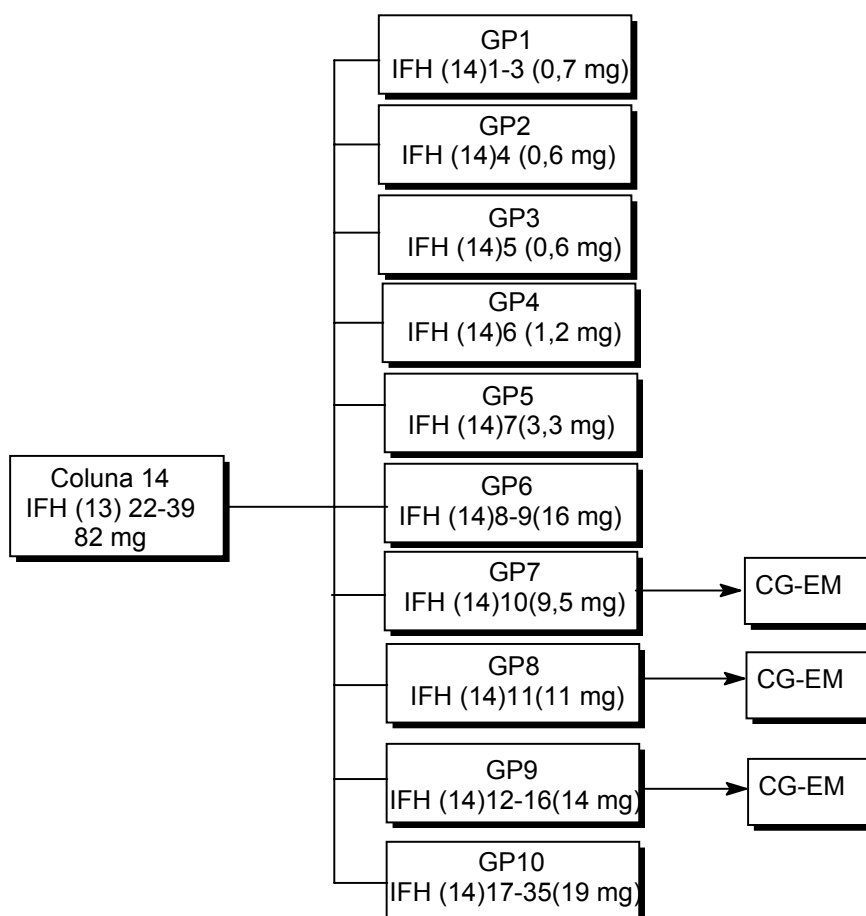 GP1
IFH (14)1-3 (0,7 mg)
GP2
IFH (14)4 (0,6 mg)
GP3
IFH (14)5 (0,6 mg)
GP4
IFH (14)6 (1,2 mg)
GP5
IFH (14)7(3,3 mg)
Coluna 14
IFH (13) 22-39
82 mg
GP6
IFH (14)8-9(16 mg)
GP7
IFH (14)10(9,5 mg)
CG-EM
GP8
IFH (14)11(11 mg)
CG-EM
GP9
IFH (14)12-16(14 mg)
CG-EM
GP10
IFH (14)17-35(19 mg)